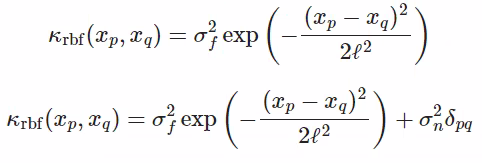 κ_rbf(x_p, x_q) = σ_f^2 exp(−(x_p − x_q)^2 / 2ℓ^2)
κ_rbf(x_p, x_q) = σ_f^2 exp(−(x_p − x_q)^2 / 2ℓ^2) + σ_n^2 δ_pq